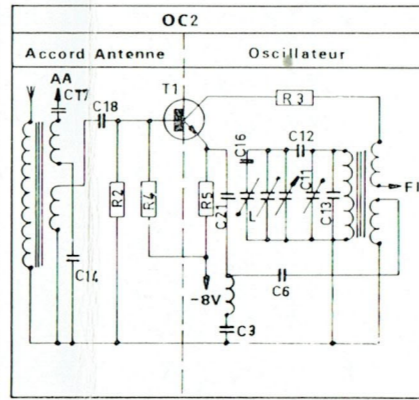 OC2
Accord Antenne
Oscillateur
AA
CT7
C18
T1
R3
C16
C12
C11
R2
R4
R5
C21
L
C13
FI
C14
-8V
C6
C3